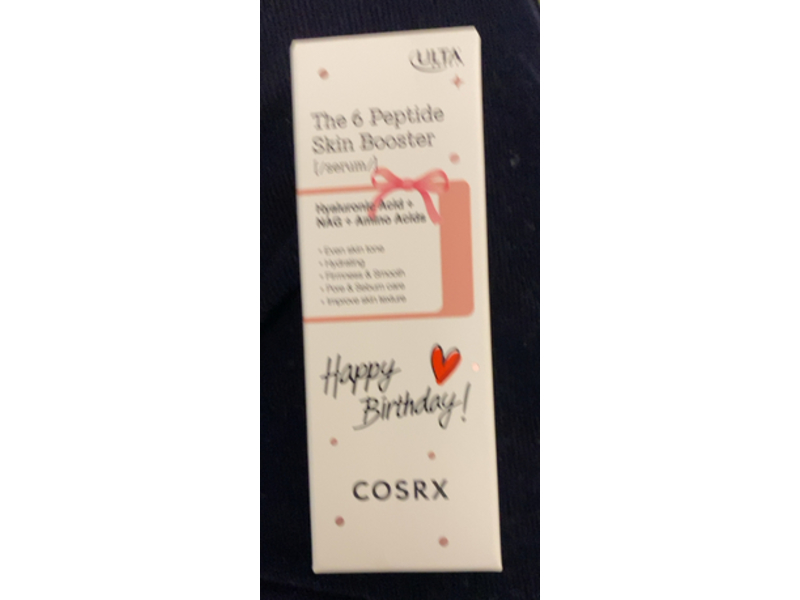 ULTA
The 6 Peptide
Skin Booster
[/serum/]
Hyaluronic Acid +
NAG + Amino Acids
• Even skin tone
• Hydrating
• Firmness & Smooth
• Pore & Sebum care
• Improve skin texture
Happy
Birthday!
COSRX